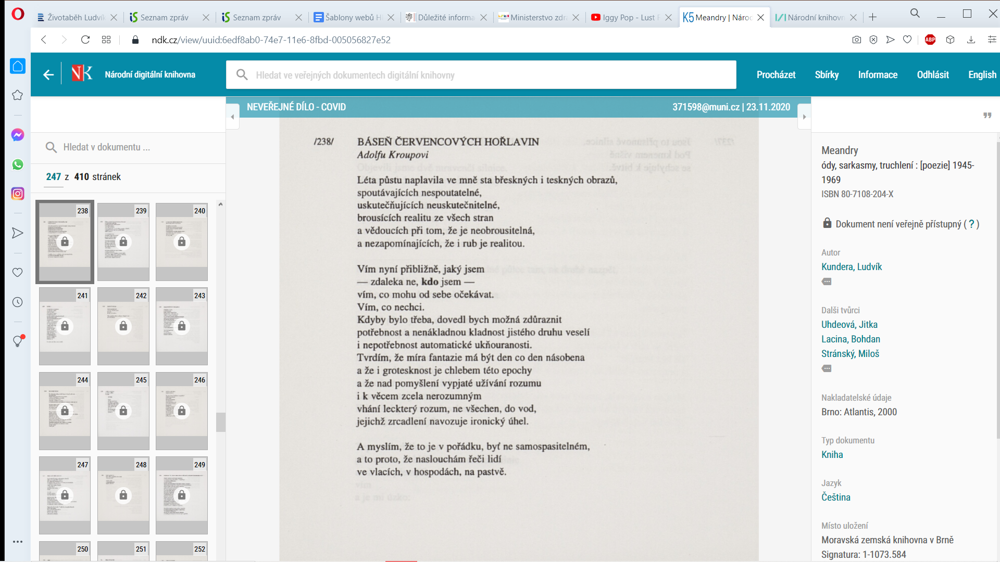 Životaběh Ludvík
Seznam zpráv
Seznam zpráv
Šablony webů H
Důležité informa
Ministerstvo zdra
Iggy Pop - Lust F
K5 Meandry | Národ
Národní knihovn
ndk.cz/view/uuid:6edf8ab0-74e7-11e6-8fbd-005056827e52
ABP
NK
Národní digitální knihovna
Hledat ve veřejných dokumentech digitální knihovny
Procházet
Sbírky
Informace
Odhlásit
English
NEVEŘEJNÉ DÍLO - COVID
371598@muni.cz | 23.11.2020
Hledat v dokumentu ...
247 z 410 stránek
238 239 240
241 242 243
244 245 246
247 248 249
250 251 252
/238/ BÁSEŇ ČERVENCOVÝCH HOŘLAVIN
Adolfu Kroupovi
Léta půstu naplavila ve mně sta břeskných i teskných obrazů,
spoutávajících nespoutatelné,
uskutečňujících neuskutečnitelné,
brousících realitu ze všech stran
a vědoucích při tom, že je neobrousitelná,
a nezapomínajících, že i rub je realitou.
Vím nyní přibližně, jaký jsem
— zdaleka ne, kdo jsem —
vím, co mohu od sebe očekávat.
Vím, co nechci.
Kdyby bylo třeba, dovedl bych možná zdůraznit
potřebnost a nenákladnou kladnost jistého druhu veselí
i nepotřebnost automatické ukňouranosti.
Tvrdím, že míra fantazie má být den co den násobena
a že i grotesknost je chlebem této epochy
a že nad pomyšlení vypjaté užívání rozumu
i k věcem zcela nerozumným
vhání leckterý rozum, ne všechen, do vod,
jejichž zrcadlení navozuje ironický úhel.
A myslím, že to je v pořádku, byť ne samospasitelném,
a to proto, že naslouchám řeči lidí
ve vlacích, v hospodách, na pastvě.
Meandry
ódy, sarkasmy, truchlení : [poezie] 1945-
1969
ISBN 80-7108-204-X
Dokument není veřejně přístupný ( ? )
Autor
Kundera, Ludvík
Další tvůrci
Uhdeová, Jitka
Lacina, Bohdan
Stránský, Miloš
Nakladatelské údaje
Brno: Atlantis, 2000
Typ dokumentu
Kniha
Jazyk
Čeština
Místo uložení
Moravská zemská knihovna v Brně
Signatura: 1-1073.584